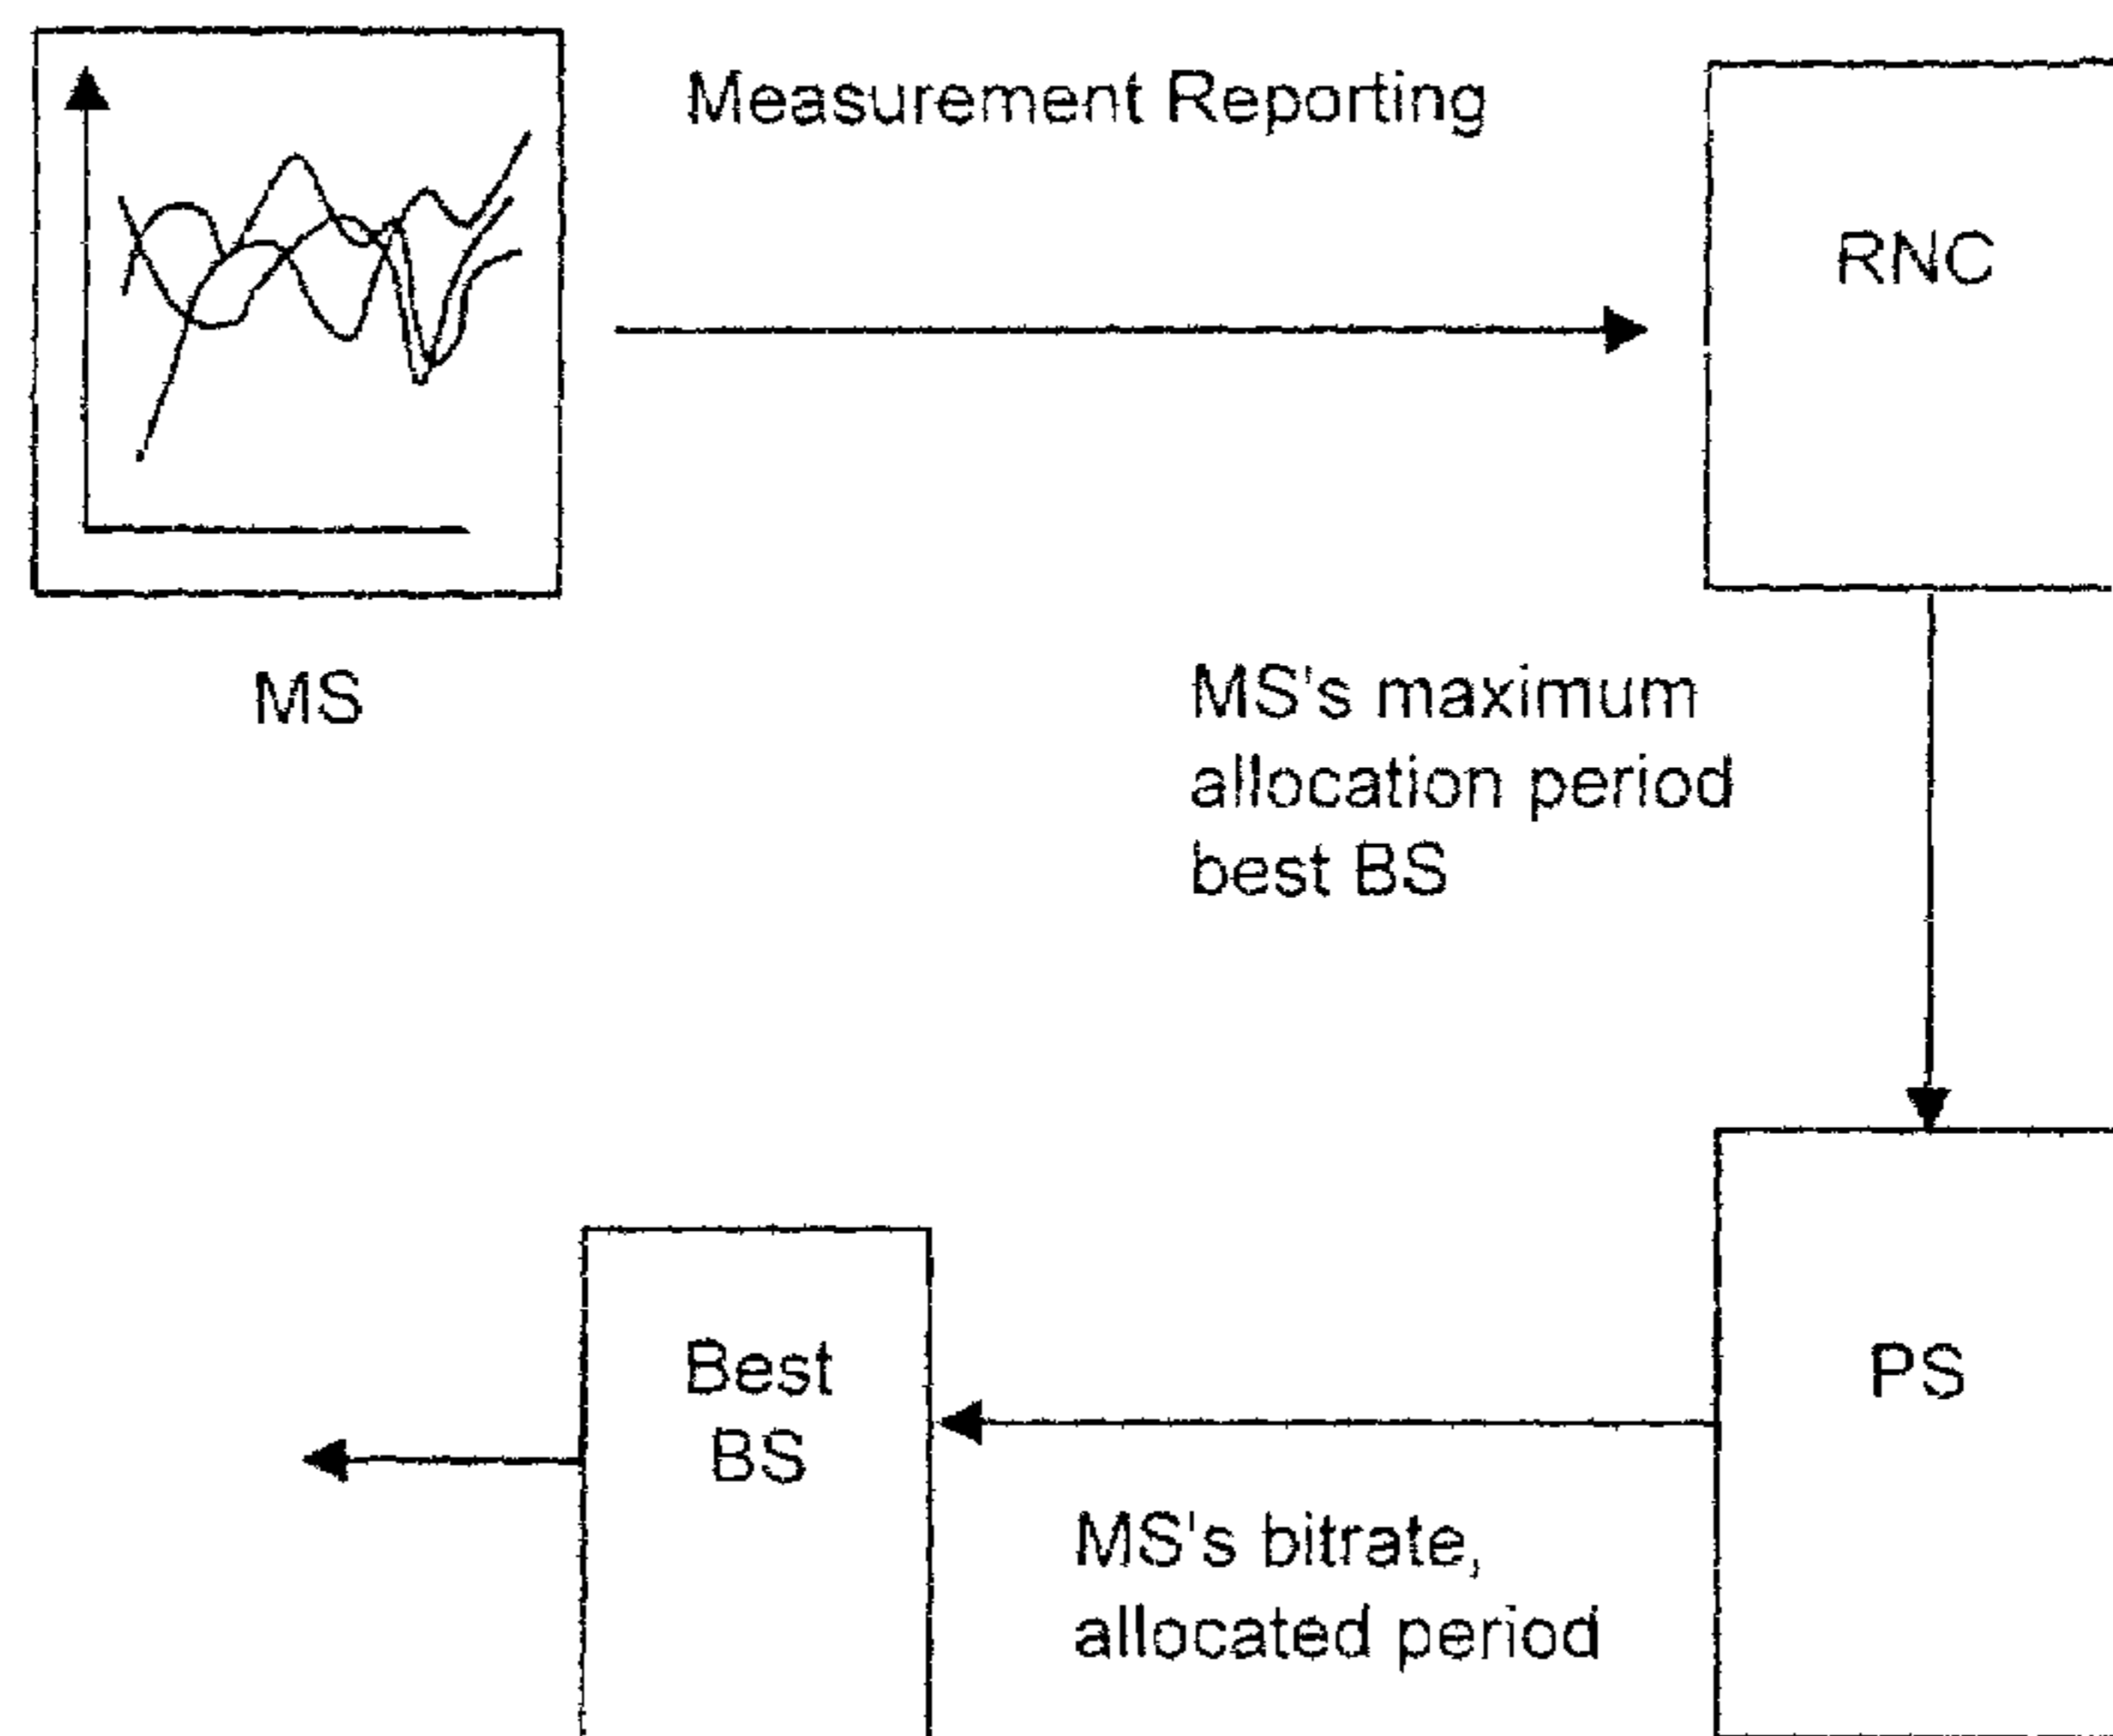 Measurement Reporting
RNC
MS
MS's maximum
allocation period
best BS
Best
BS
PS
MS's bitrate,
allocated period